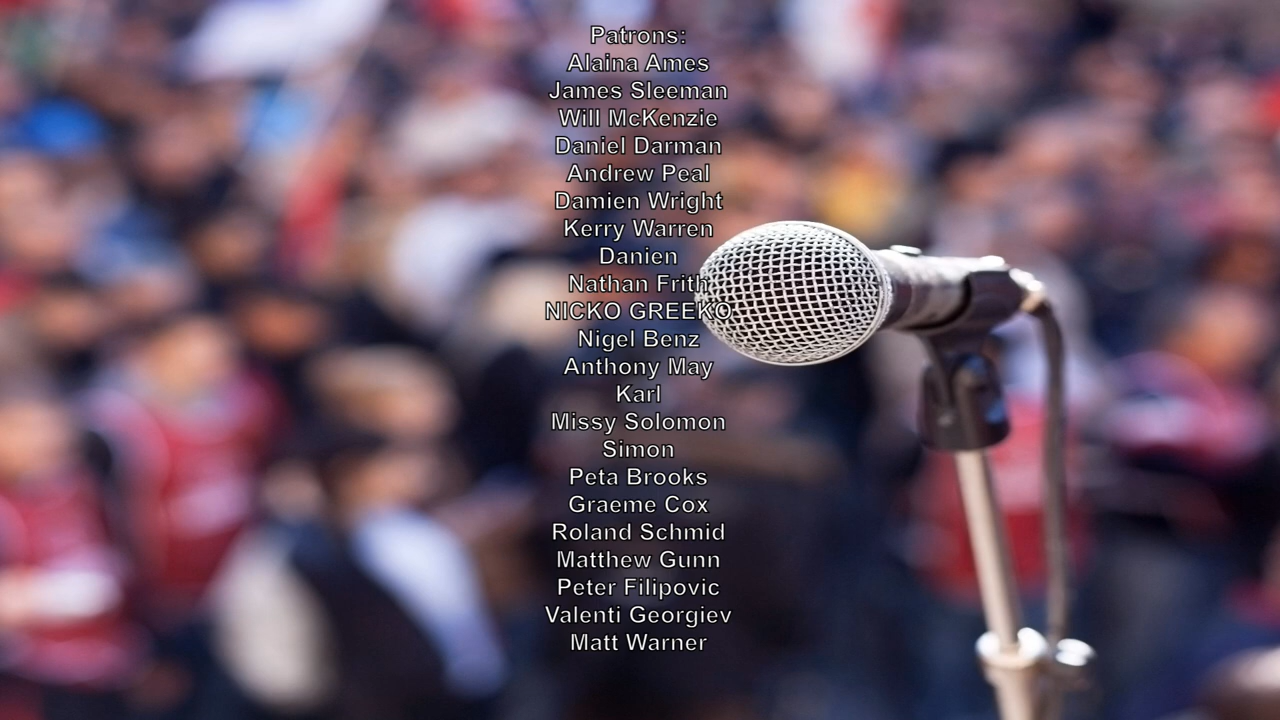 Patrons:
Alaina Ames
James Sleeman
Will McKenzie
Daniel Darman
Andrew Peal
Damien Wright
Kerry Warren
Danien
Nathan Frith
NICKO GREEKO
Nigel Benz
Anthony May
Karl
Missy Solomon
Simon
Peta Brooks
Graeme Cox
Roland Schmid
Matthew Gunn
Peter Filipovic
Valenti Georgiev
Matt Warner